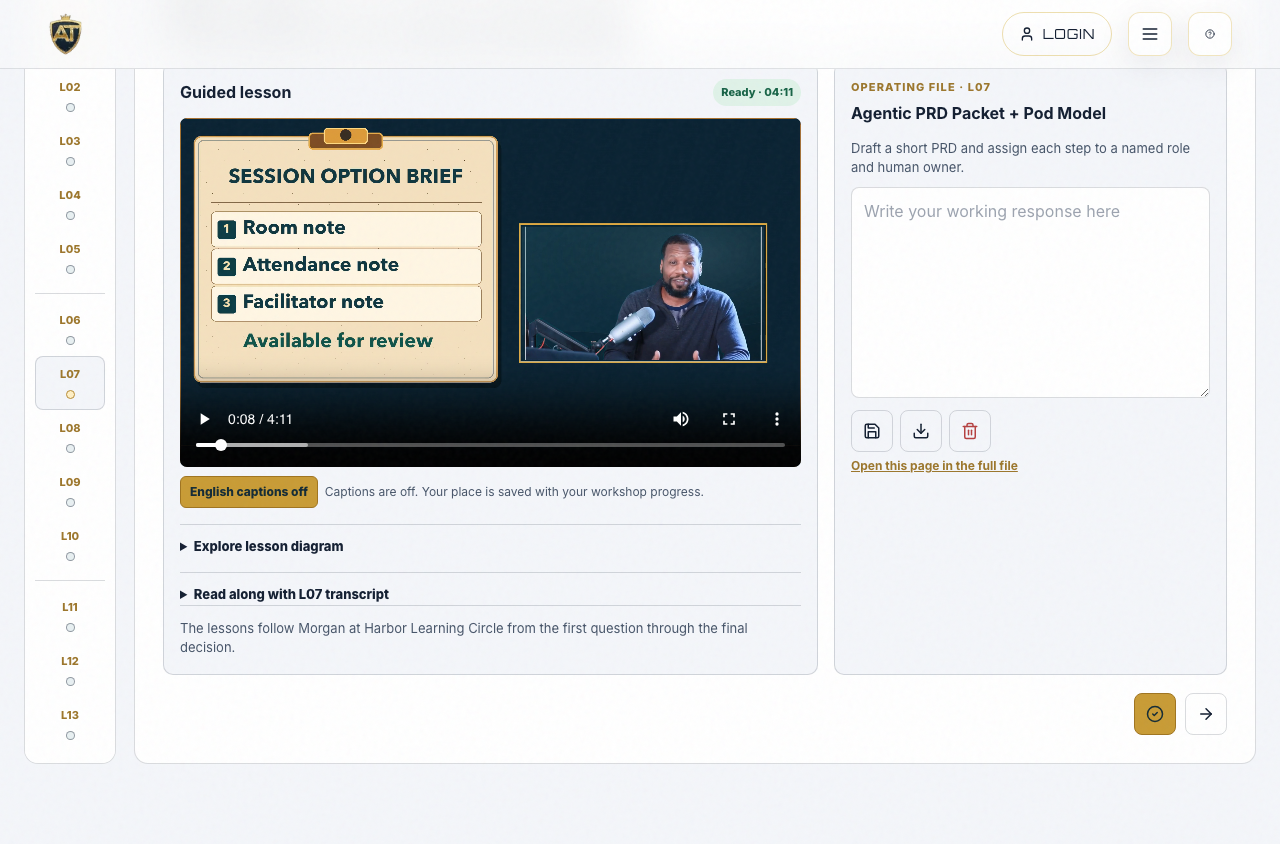 AT
LOGIN
L02
L03
L04
L05
L06
L07
L08
L09
L10
L11
L12
L13
Guided lesson
Ready · 04:11
SESSION OPTION BRIEF
1 Room note
2 Attendance note
3 Facilitator note
Available for review
0:08 / 4:11
English captions off
Captions are off. Your place is saved with your workshop progress.
Explore lesson diagram
Read along with L07 transcript
The lessons follow Morgan at Harbor Learning Circle from the first question through the final
decision.
OPERATING FILE · L07
Agentic PRD Packet + Pod Model
Draft a short PRD and assign each step to a named role
and human owner.
Write your working response here
Open this page in the full file